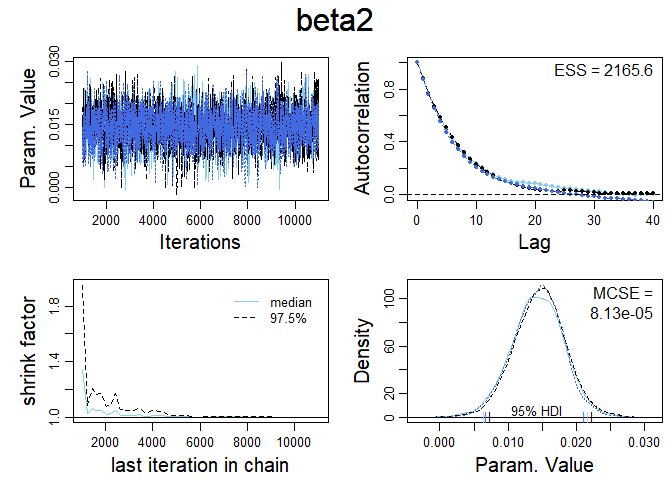 beta2
Param. Value
0.000
0.015
0.030
2000
4000
6000
8000
10000
Iterations
Autocorrelation
0.0
0.4
0.8
ESS = 2165.6
0
10
20
30
40
Lag
shrink factor
1.0
1.4
1.8
median
97.5%
2000
4000
6000
8000
10000
last iteration in chain
Density
0
20
60
100
MCSE =
8.13e-05
95% HDI
0.000
0.010
0.020
0.030
Param. Value